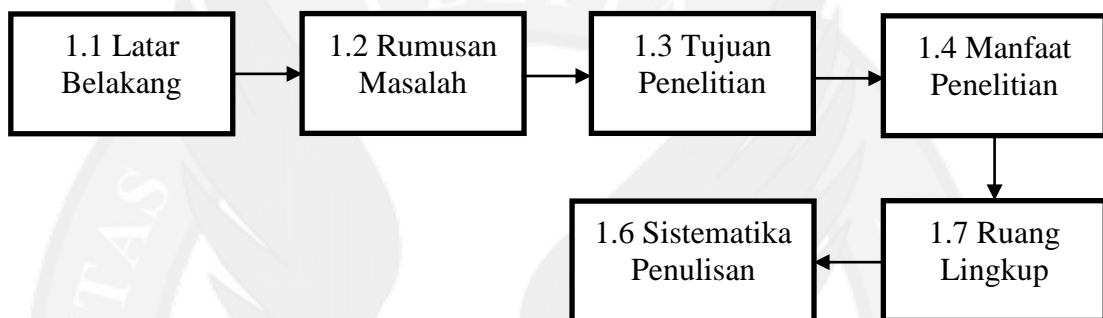 1.1 Latar
Belakang
1.2 Rumusan
Masalah
1.3 Tujuan
Penelitian
1.4 Manfaat
Penelitian
1.7 Ruang
Lingkup
1.6 Sistematika
Penulisan
TAS